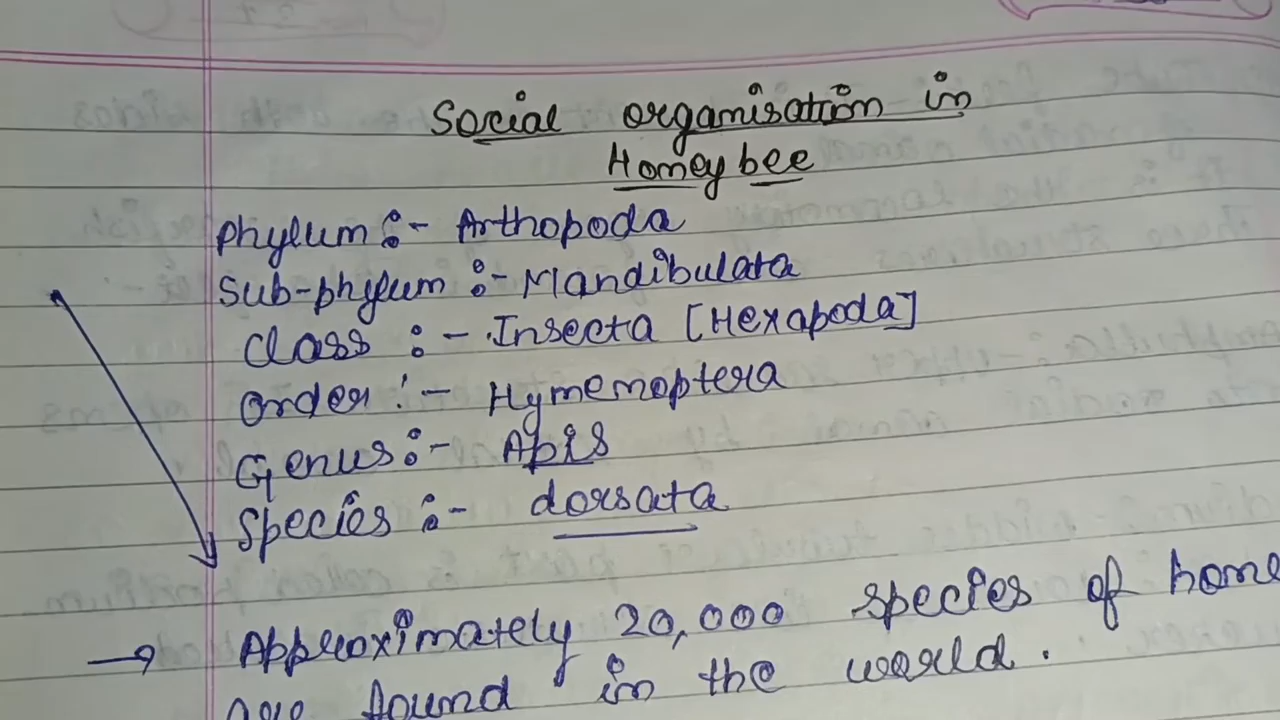 Social organisation in
Honeybee
Phylum :- Arthopoda
Sub-phylum :- Mandibulata
Class :- Insecta [Hexapoda]
Order :- Hymenoptera
Genus :- Apis
Species :- dorsata
→ Approximately 20,000 species of hone
are found in the world.